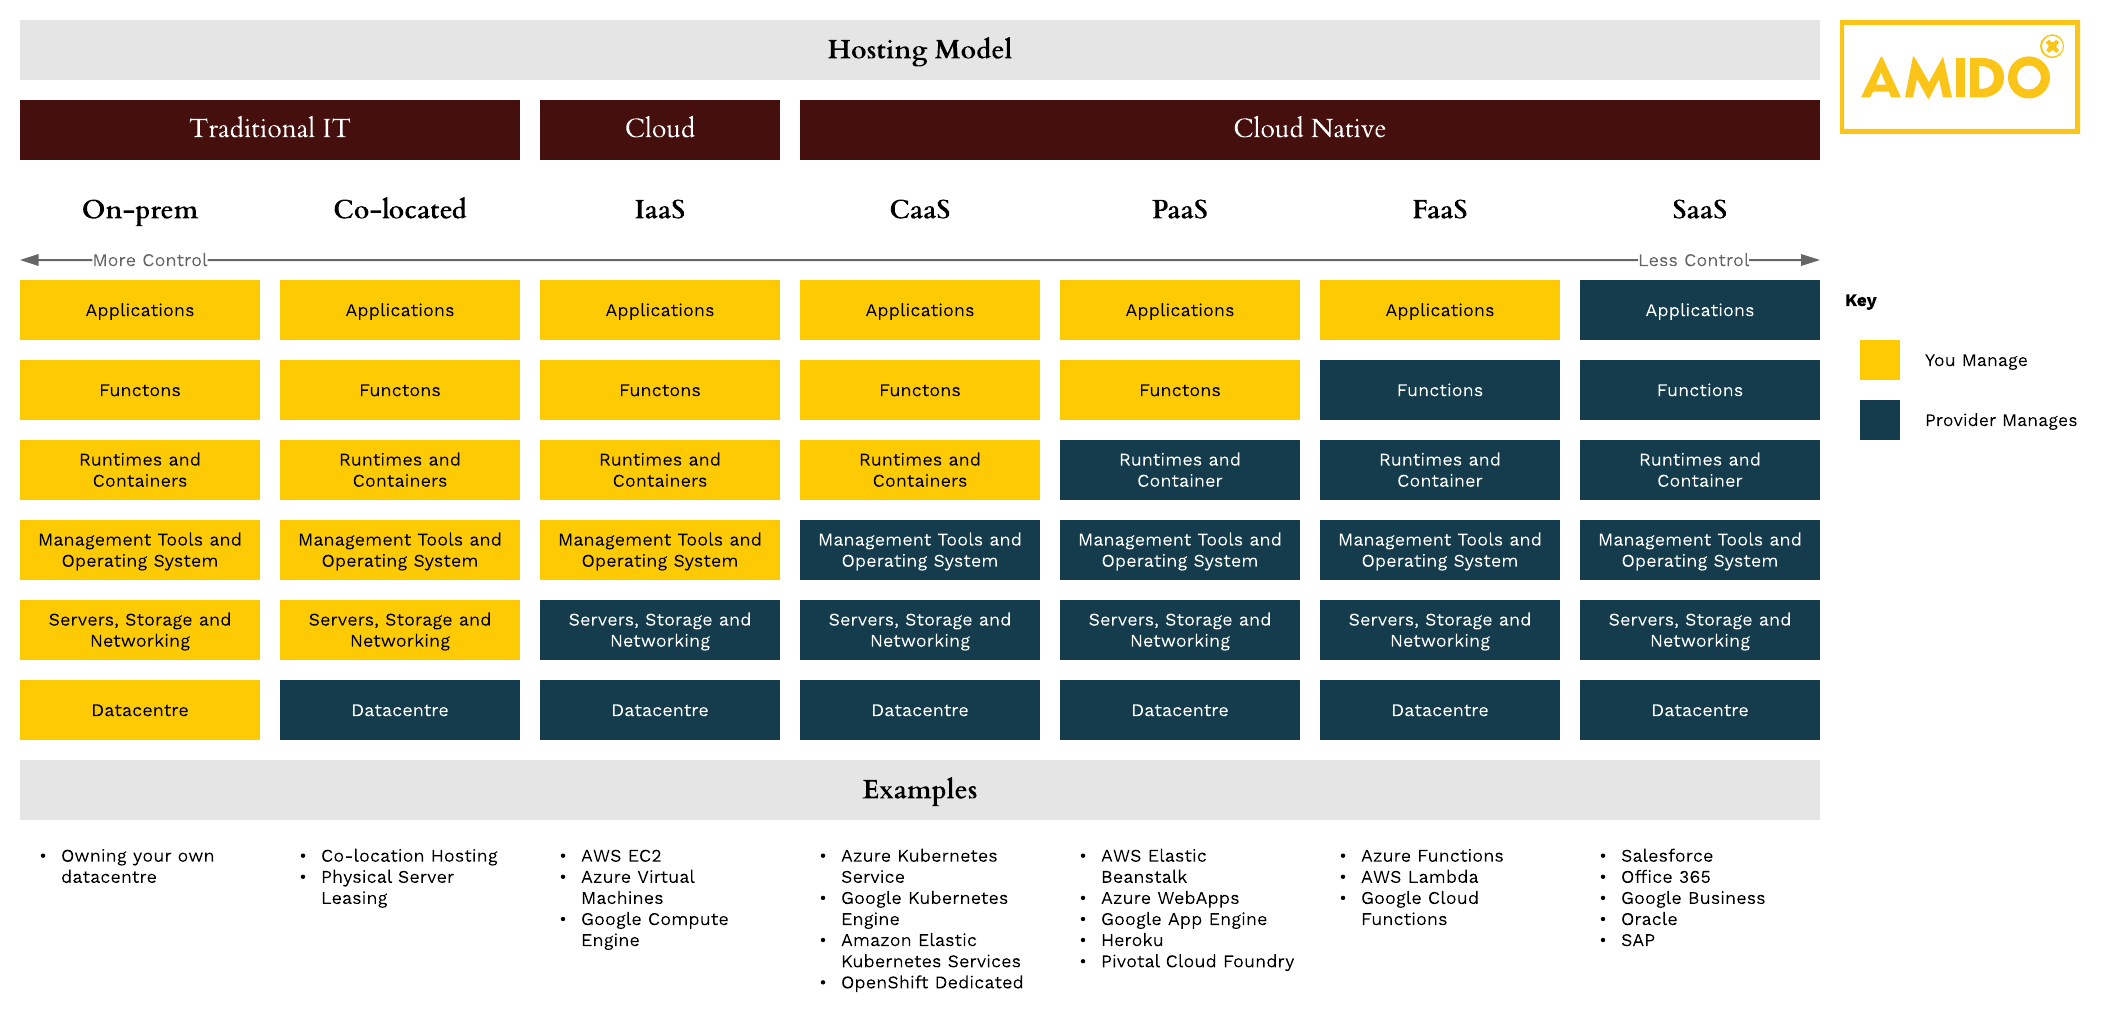 Hosting Model
AMIDO
Traditional IT
Cloud
Cloud Native
On-prem
Co-located
IaaS
CaaS
PaaS
FaaS
SaaS
More Control
Less Control
Applications
Applications
Applications
Applications
Applications
Applications
Applications
Key
You Manage
Provider Manages
Functons
Functons
Functons
Functons
Functons
Functions
Functions
Runtimes and
Containers
Runtimes and
Containers
Runtimes and
Containers
Runtimes and
Containers
Runtimes and
Container
Runtimes and
Container
Runtimes and
Container
Management Tools and
Operating System
Management Tools and
Operating System
Management Tools and
Operating System
Management Tools and
Operating System
Management Tools and
Operating System
Management Tools and
Operating System
Management Tools and
Operating System
Servers, Storage and
Networking
Servers, Storage and
Networking
Servers, Storage and
Networking
Servers, Storage and
Networking
Servers, Storage and
Networking
Servers, Storage and
Networking
Servers, Storage and
Networking
Datacentre
Datacentre
Datacentre
Datacentre
Datacentre
Datacentre
Datacentre
Examples
• Owning your own
datacentre
• Co-location Hosting
• Physical Server
Leasing
• AWS EC2
• Azure Virtual
Machines
• Google Compute
Engine
• Azure Kubernetes
Service
• Google Kubernetes
Engine
• Amazon Elastic
Kubernetes Services
• OpenShift Dedicated
• AWS Elastic
Beanstalk
• Azure WebApps
• Google App Engine
• Heroku
• Pivotal Cloud Foundry
• Azure Functions
• AWS Lambda
• Google Cloud
Functions
• Salesforce
• Office 365
• Google Business
• Oracle
• SAP